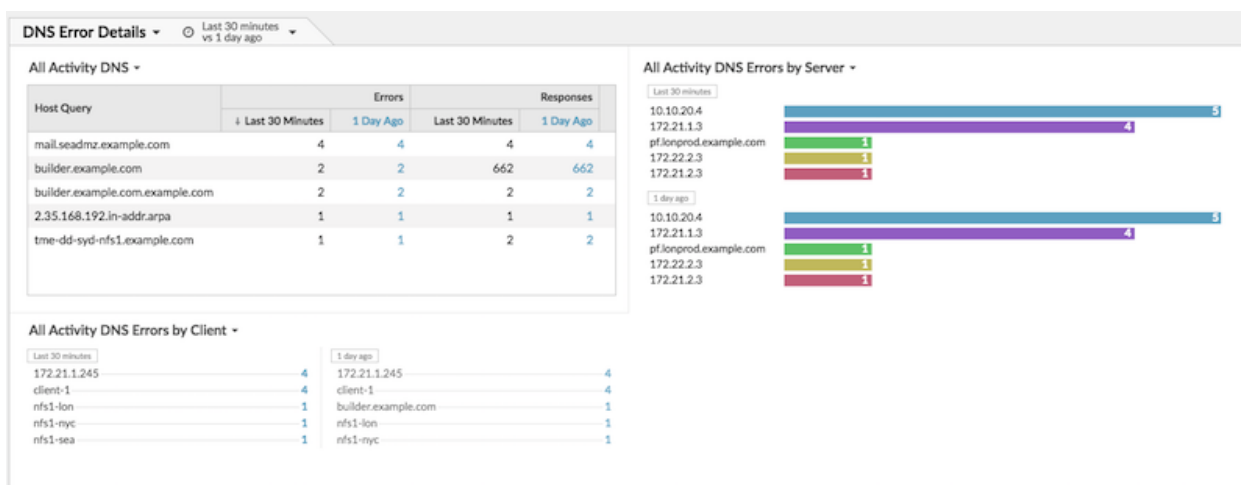 DNS Error Details
Last 30 minutes
vs 1 day ago
All Activity DNS
Host Query Errors Responses
↓ Last 30 Minutes 1 Day Ago Last 30 Minutes 1 Day Ago
mail.seadmz.example.com 4 4 4 4
builder.example.com 2 2 662 662
builder.example.com.example.com 2 2 2 2
2.35.168.192.in-addr.arpa 1 1 1 1
tme-dd-syd-nfs1.example.com 1 1 2 2
All Activity DNS Errors by Server
Last 30 minutes
10.10.20.4 5
172.21.1.3 4
pf.lonprod.example.com 1
172.22.2.3 1
172.21.2.3 1
1 day ago
10.10.20.4 5
172.21.1.3 4
pf.lonprod.example.com 1
172.22.2.3 1
172.21.2.3 1
All Activity DNS Errors by Client
Last 30 minutes
172.21.1.245 4
client-1 4
nfs1-lon 1
nfs1-nyc 1
nfs1-sea 1
1 day ago
172.21.1.245 4
client-1 4
builder.example.com 1
nfs1-lon 1
nfs1-nyc 1